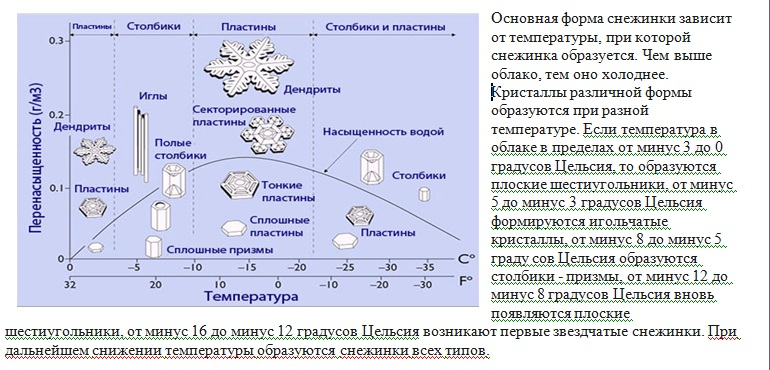 Пластины Столбики Пластины Столбики и пластины
0.3
Дендриты
Иглы
0.2
Секторированные
пластины
Дендриты
Насыщенность водой
Полые
столбики
0.1
Пластины
Тонкие
пластины
Столбики
Сплошные
пластины
Пластины
Сплошные призмы
0
Перенасыщенность (г/м3)
0 −5 −10 −15 −20 −25 −30 −35 C°
32 20 10 0 −10 −20 −30 F°
Температура
Основная форма снежинки зависит
от температуры, при которой
снежинка образуется. Чем выше
облако, тем оно холоднее.
Кристаллы различной формы
образуются при разной
температуре. Если температура в
облаке в пределах от минус 3 до 0
градусов Цельсия, то образуются
плоские шестиугольники, от минус
5 до минус 3 градусов Цельсия
формируются игольчатые
кристаллы, от минус 8 до минус 5
граду сов Цельсия образуются
столбики - призмы, от минус 12 до
минус 8 градусов Цельсия вновь
появляются плоские
шестиугольники, от минус 16 до минус 12 градусов Цельсия возникают первые звездчатые снежинки. При
дальнейшем снижении температуры образуются снежинки всех типов.